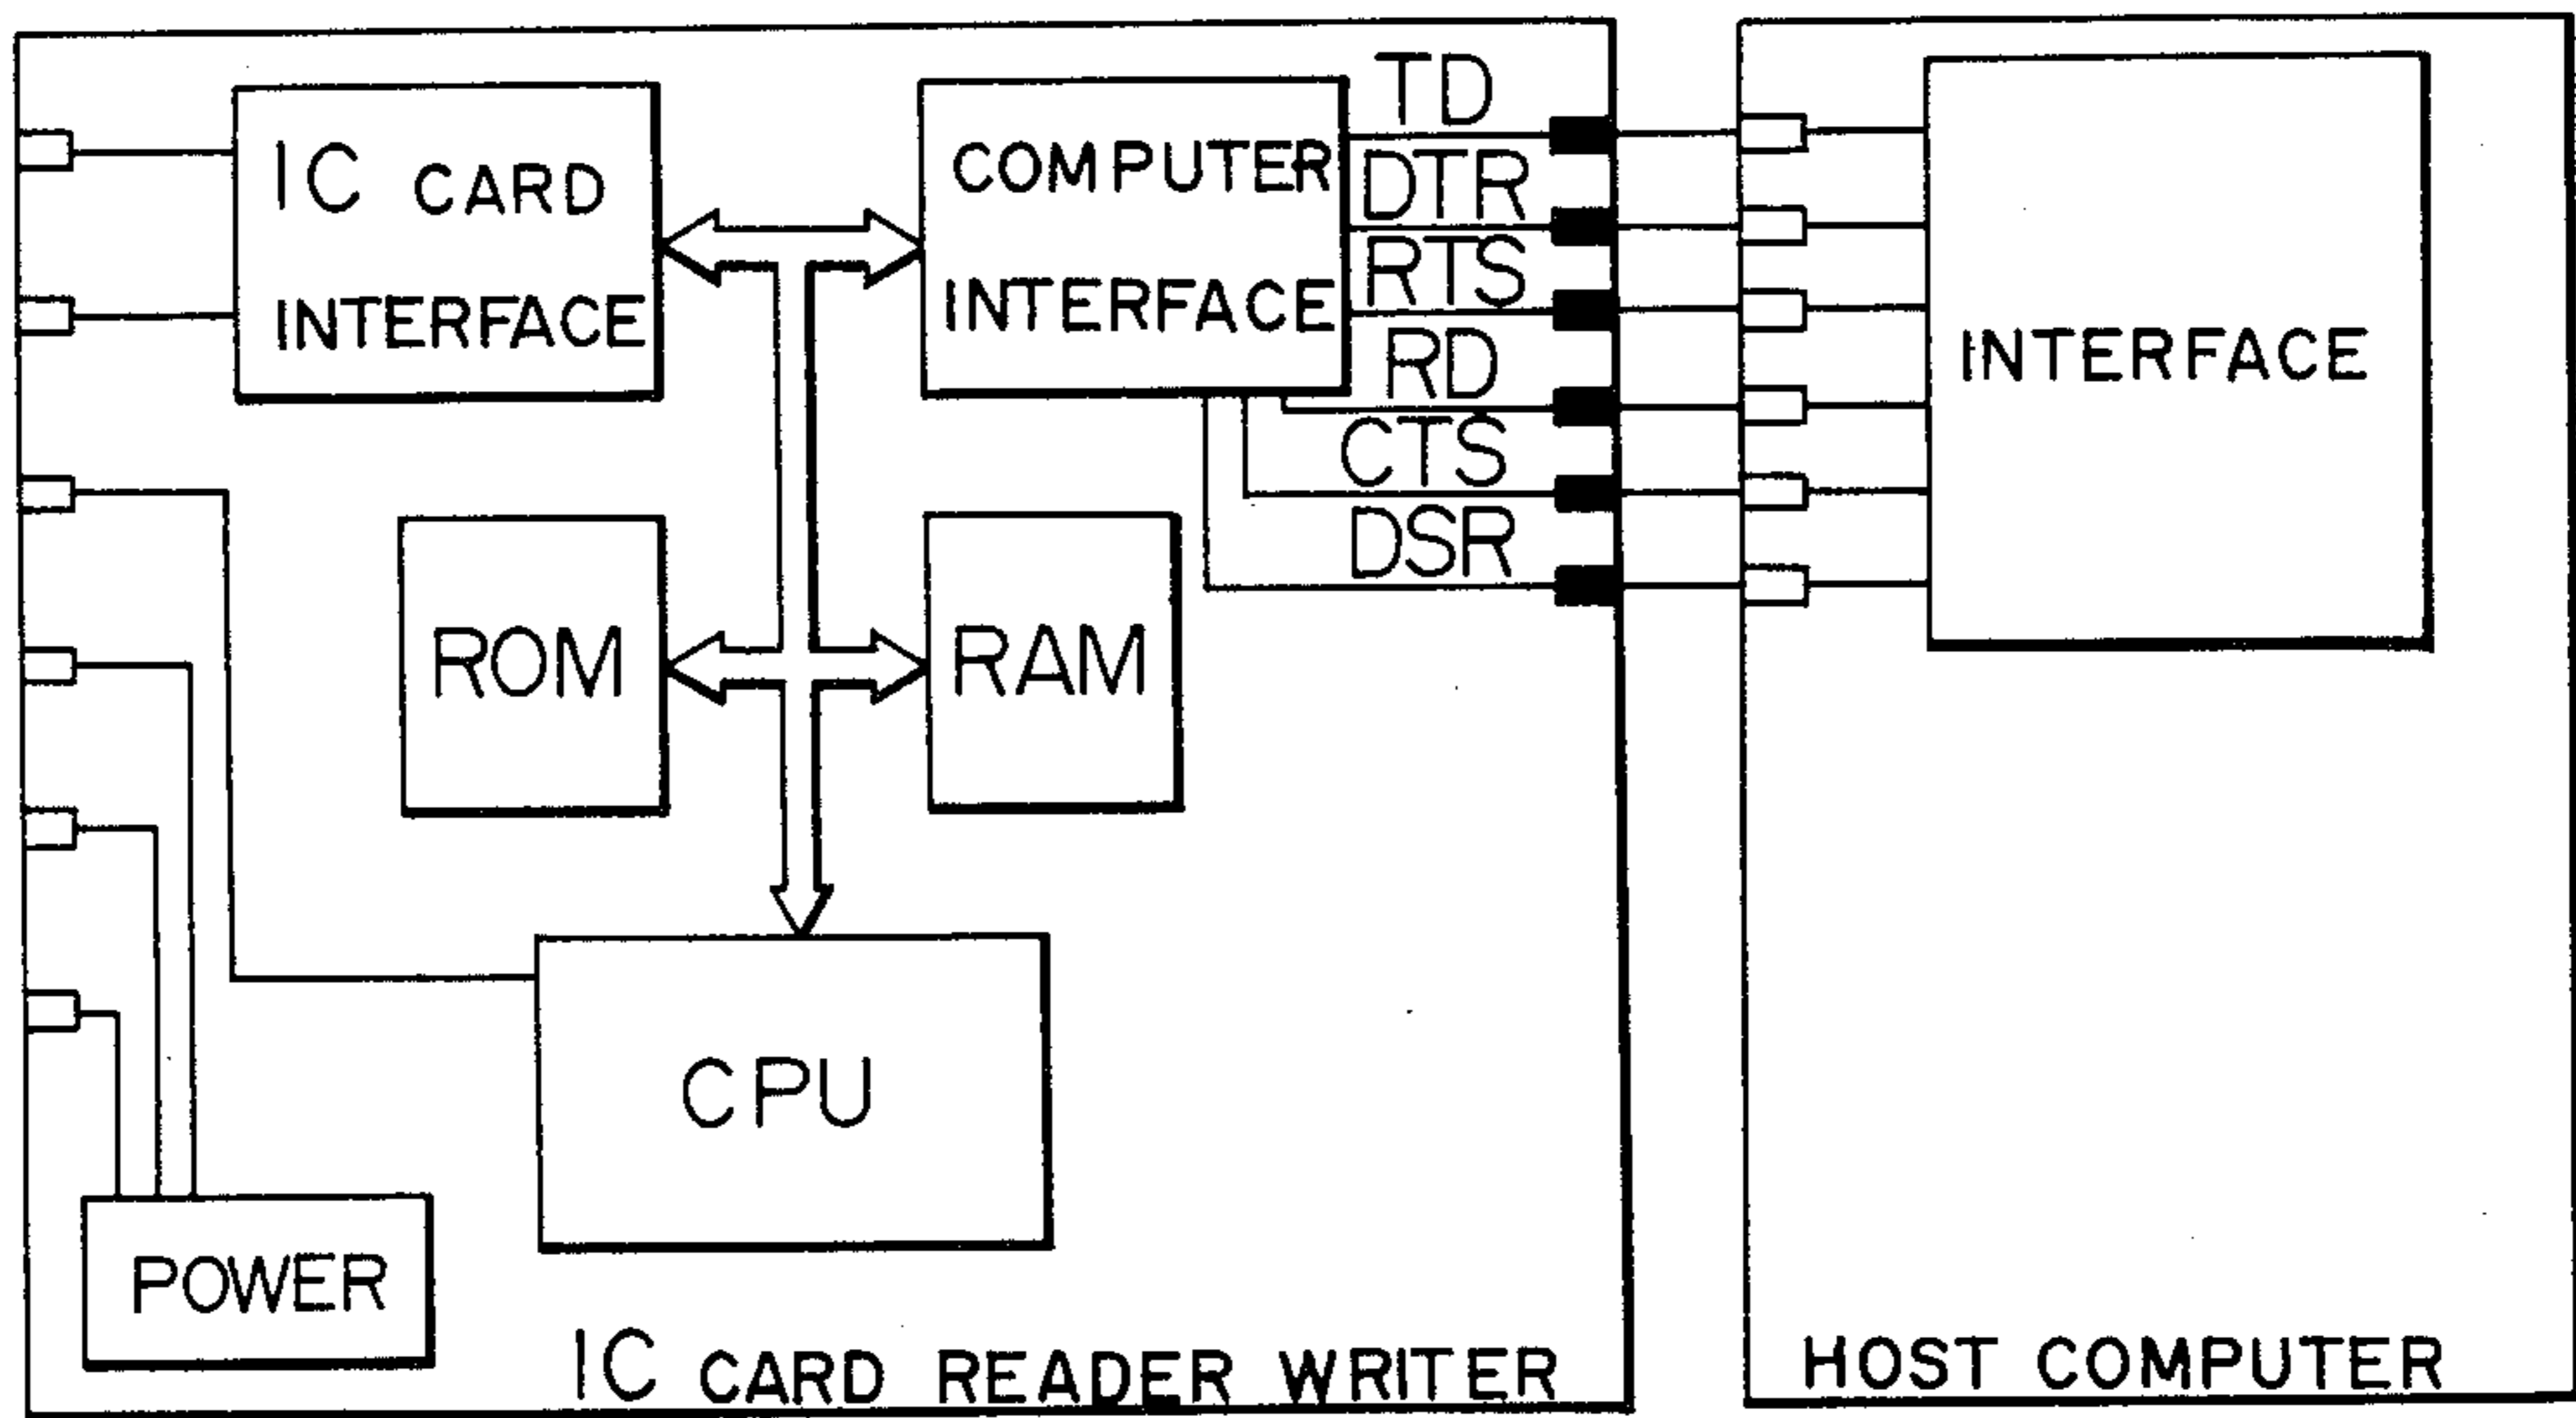 IC CARD
INTERFACE
COMPUTER
INTERFACE
TD
DTR
RTS
RD
CTS
DSR
INTERFACE
ROM
RAM
CPU
POWER
IC CARD READER WRITER
HOST COMPUTER